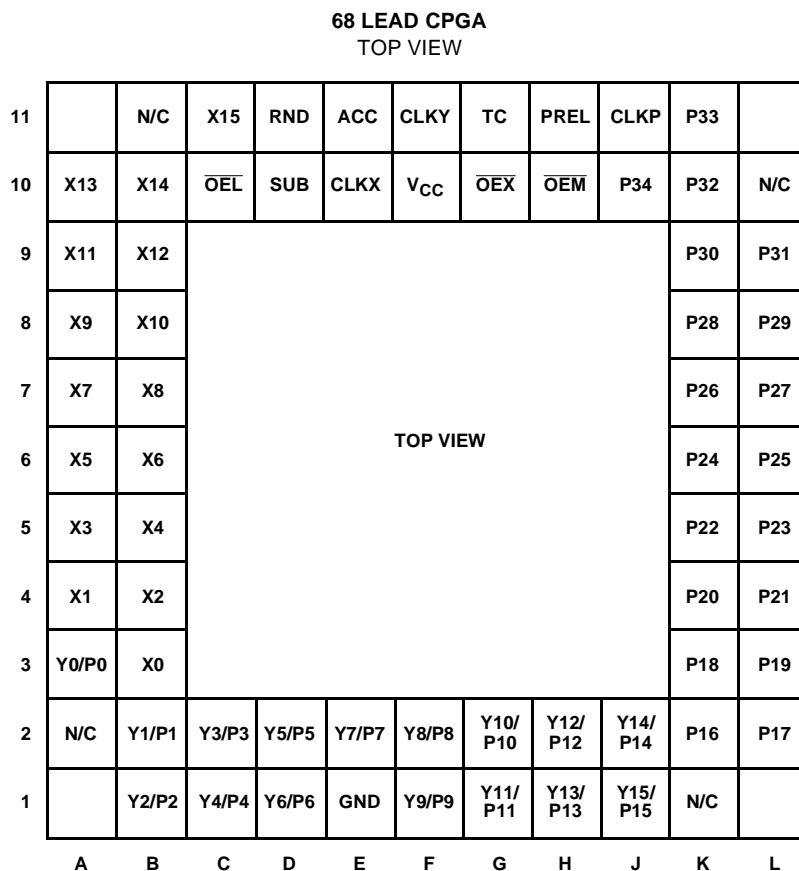 68 LEAD CPGA
TOP VIEW
11 N/C X15 RND ACC CLKY TC PREL CLKP P33
10 X13 X14 O̅E̅L̅ SUB CLKX VCC O̅E̅X̅ O̅E̅M̅ P34 P32 N/C
9 X11 X12 P30 P31
8 X9 X10 P28 P29
7 X7 X8 P26 P27
TOP VIEW
6 X5 X6 P24 P25
5 X3 X4 P22 P23
4 X1 X2 P20 P21
3 Y0/P0 X0 P18 P19
2 N/C Y1/P1 Y3/P3 Y5/P5 Y7/P7 Y8/P8 Y10/P10 Y12/P12 Y14/P14 P16 P17
1 Y2/P2 Y4/P4 Y6/P6 GND Y9/P9 Y11/P11 Y13/P13 Y15/P15 N/C
A B C D E F G H J K L